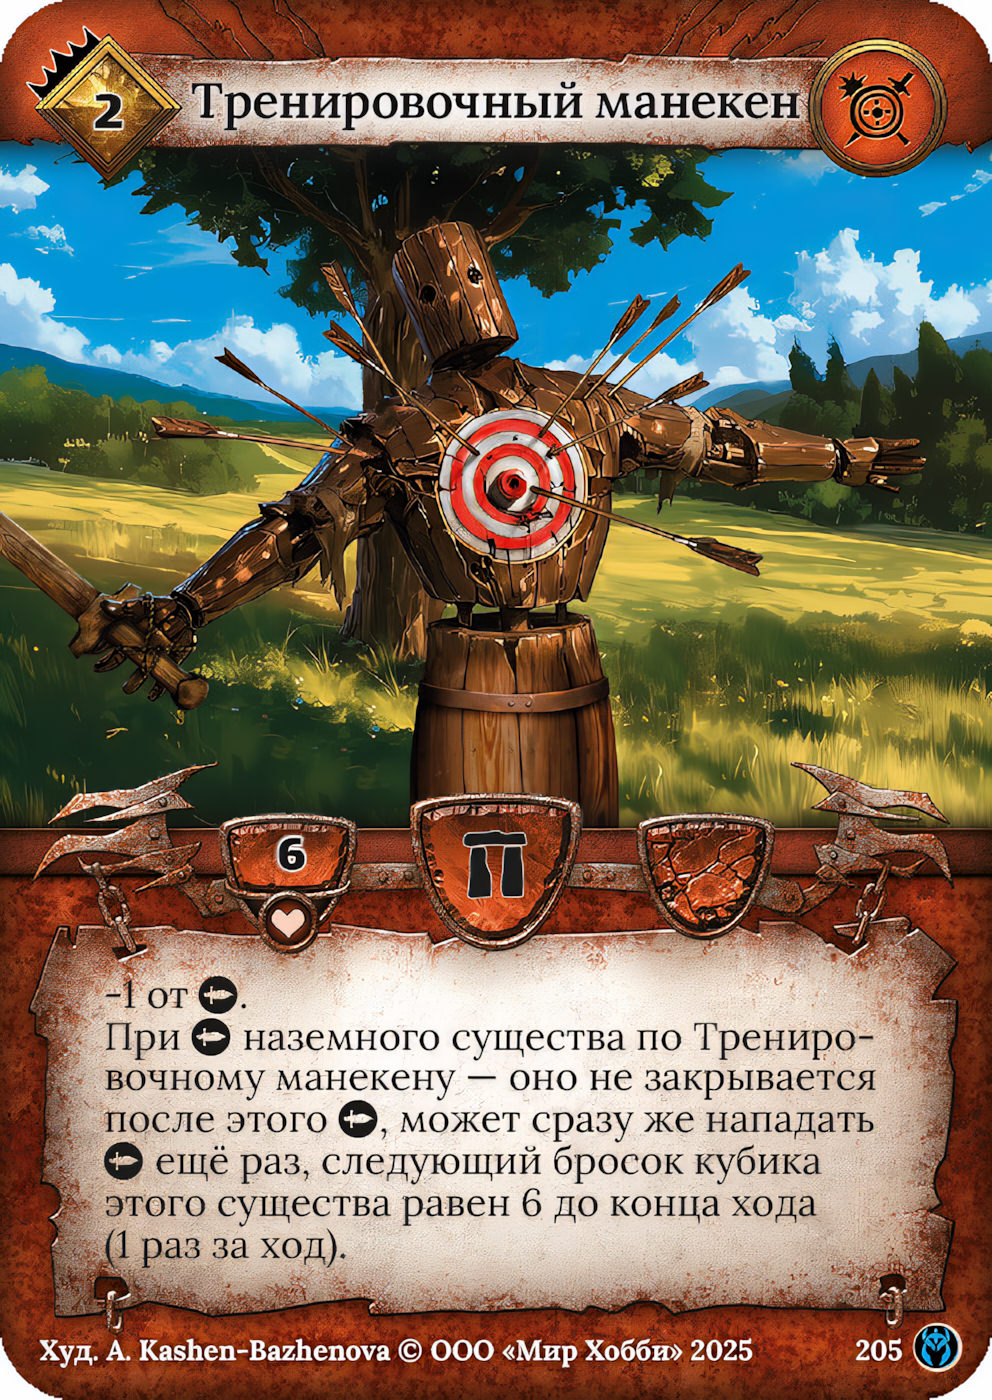 2
Тренировочный манекен
6
-1 от .
При наземного существа по Трениро-
вочному манекену — оно не закрывается
после этого , может сразу же нападать
ещё раз, следующий бросок кубика
этого существа равен 6 до конца хода
(1 раз за ход).
Худ. А. Kashen-Bazhenova © ООО «Мир Хобби» 2025
205